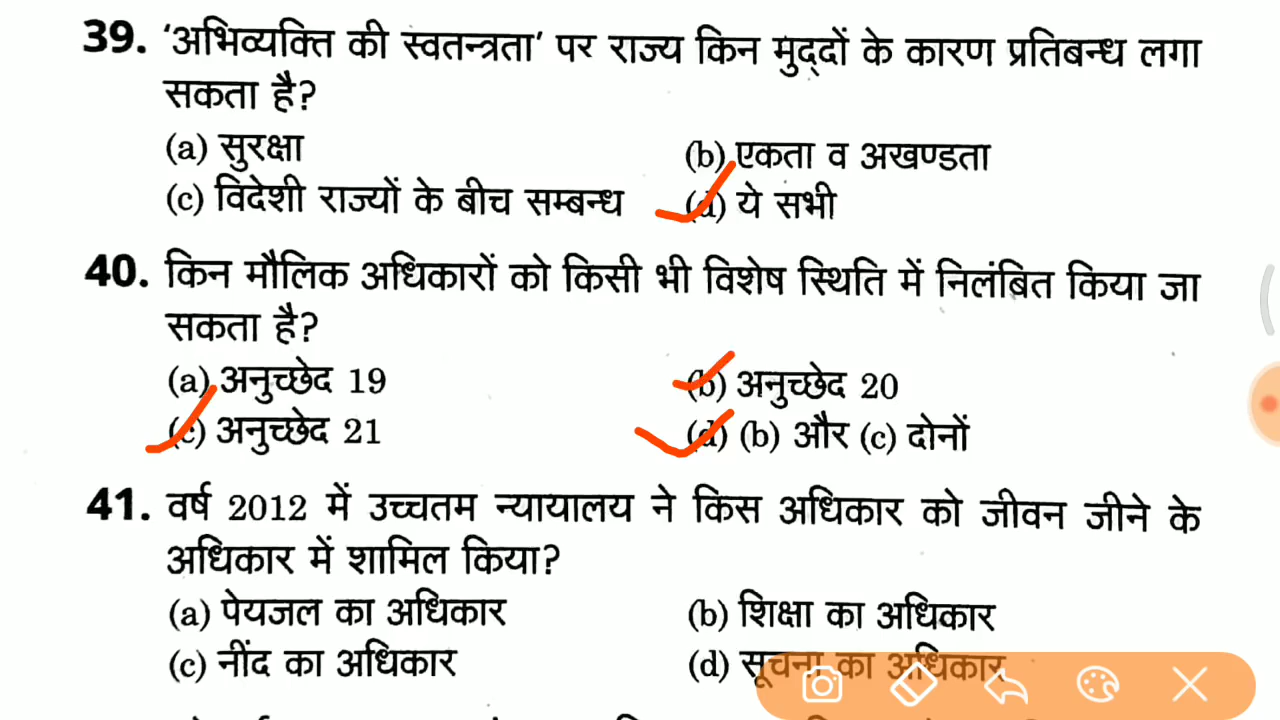 39. 'अभिव्यक्ति की स्वतन्त्रता' पर राज्य किन मुद्दों के कारण प्रतिबन्ध लगा
सकता है?
(a) सुरक्षा (b) एकता व अखण्डता
(c) विदेशी राज्यों के बीच सम्बन्ध (d) ये सभी
40. किन मौलिक अधिकारों को किसी भी विशेष स्थिति में निलंबित किया जा
सकता है?
(a) अनुच्छेद 19 (b) अनुच्छेद 20
(c) अनुच्छेद 21 (d) (b) और (c) दोनों
41. वर्ष 2012 में उच्चतम न्यायालय ने किस अधिकार को जीवन जीने के
अधिकार में शामिल किया?
(a) पेयजल का अधिकार (b) शिक्षा का अधिकार
(c) नींद का अधिकार (d) सूचना का अधिकार